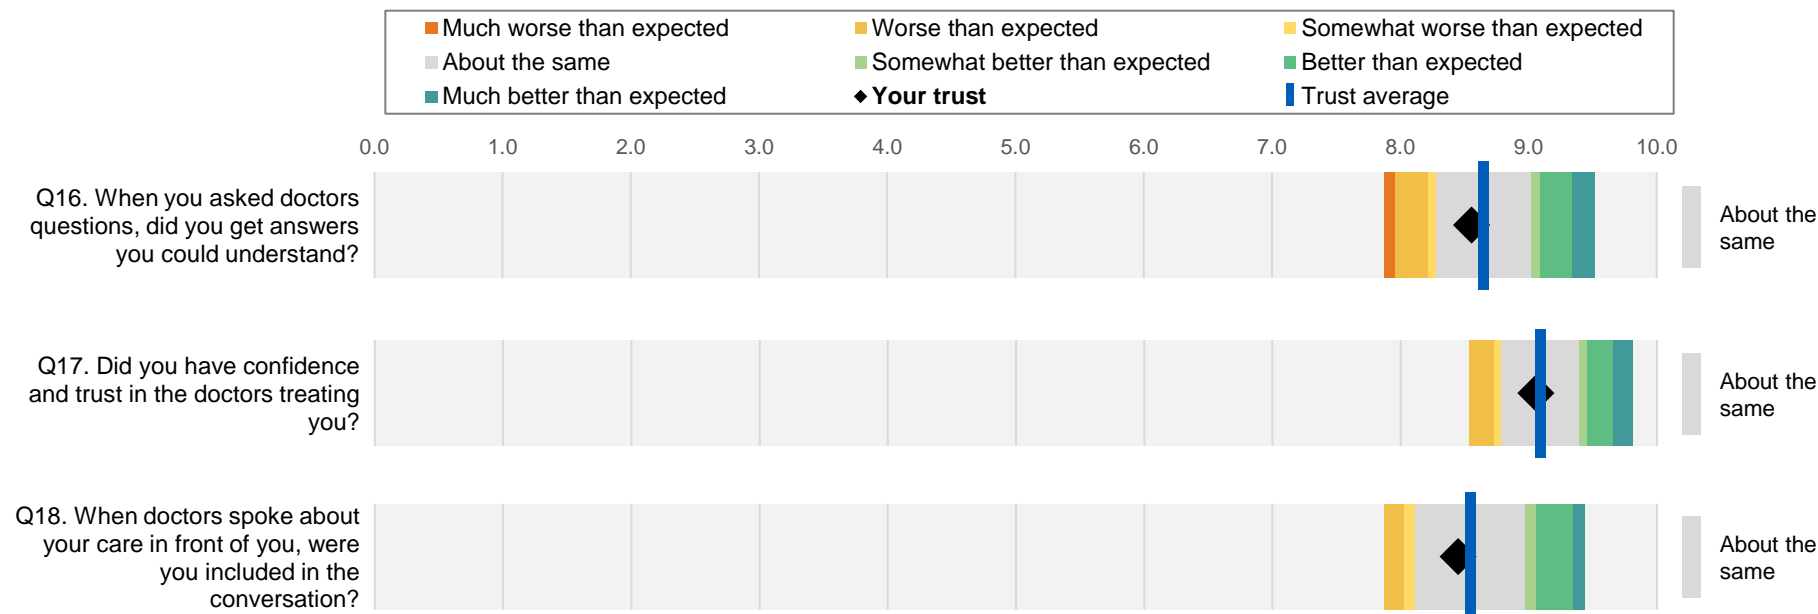 Much worse than expected
Worse than expected
Somewhat worse than expected
About the same
Somewhat better than expected
Better than expected
Much better than expected
Your trust
Trust average
0.0 1.0 2.0 3.0 4.0 5.0 6.0 7.0 8.0 9.0 10.0
Q16. When you asked doctors
questions, did you get answers
you could understand?
About the
same
Q17. Did you have confidence
and trust in the doctors treating
you?
About the
same
Q18. When doctors spoke about
your care in front of you, were
you included in the
conversation?
About the
same